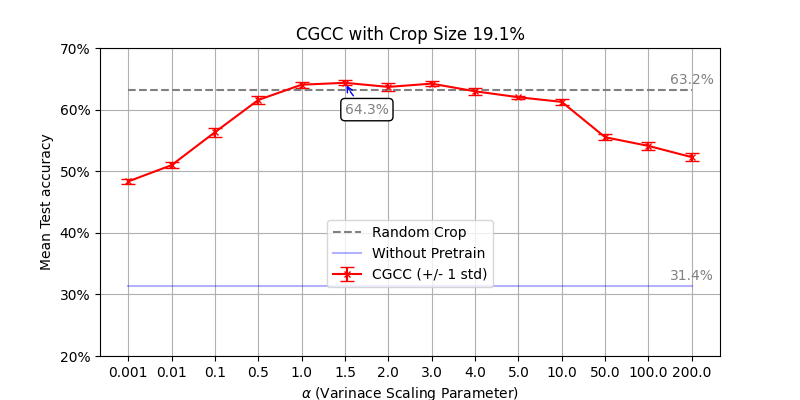 CGCC with Crop Size 19.1%
70%
60%
50%
40%
30%
20%
Mean Test accuracy
63.2%
64.3%
31.4%
Random Crop
Without Pretrain
CGCC (+/- 1 std)
0.001 0.01 0.1 0.5 1.0 1.5 2.0 3.0 4.0 5.0 10.0 50.0 100.0 200.0
α (Varinace Scaling Parameter)